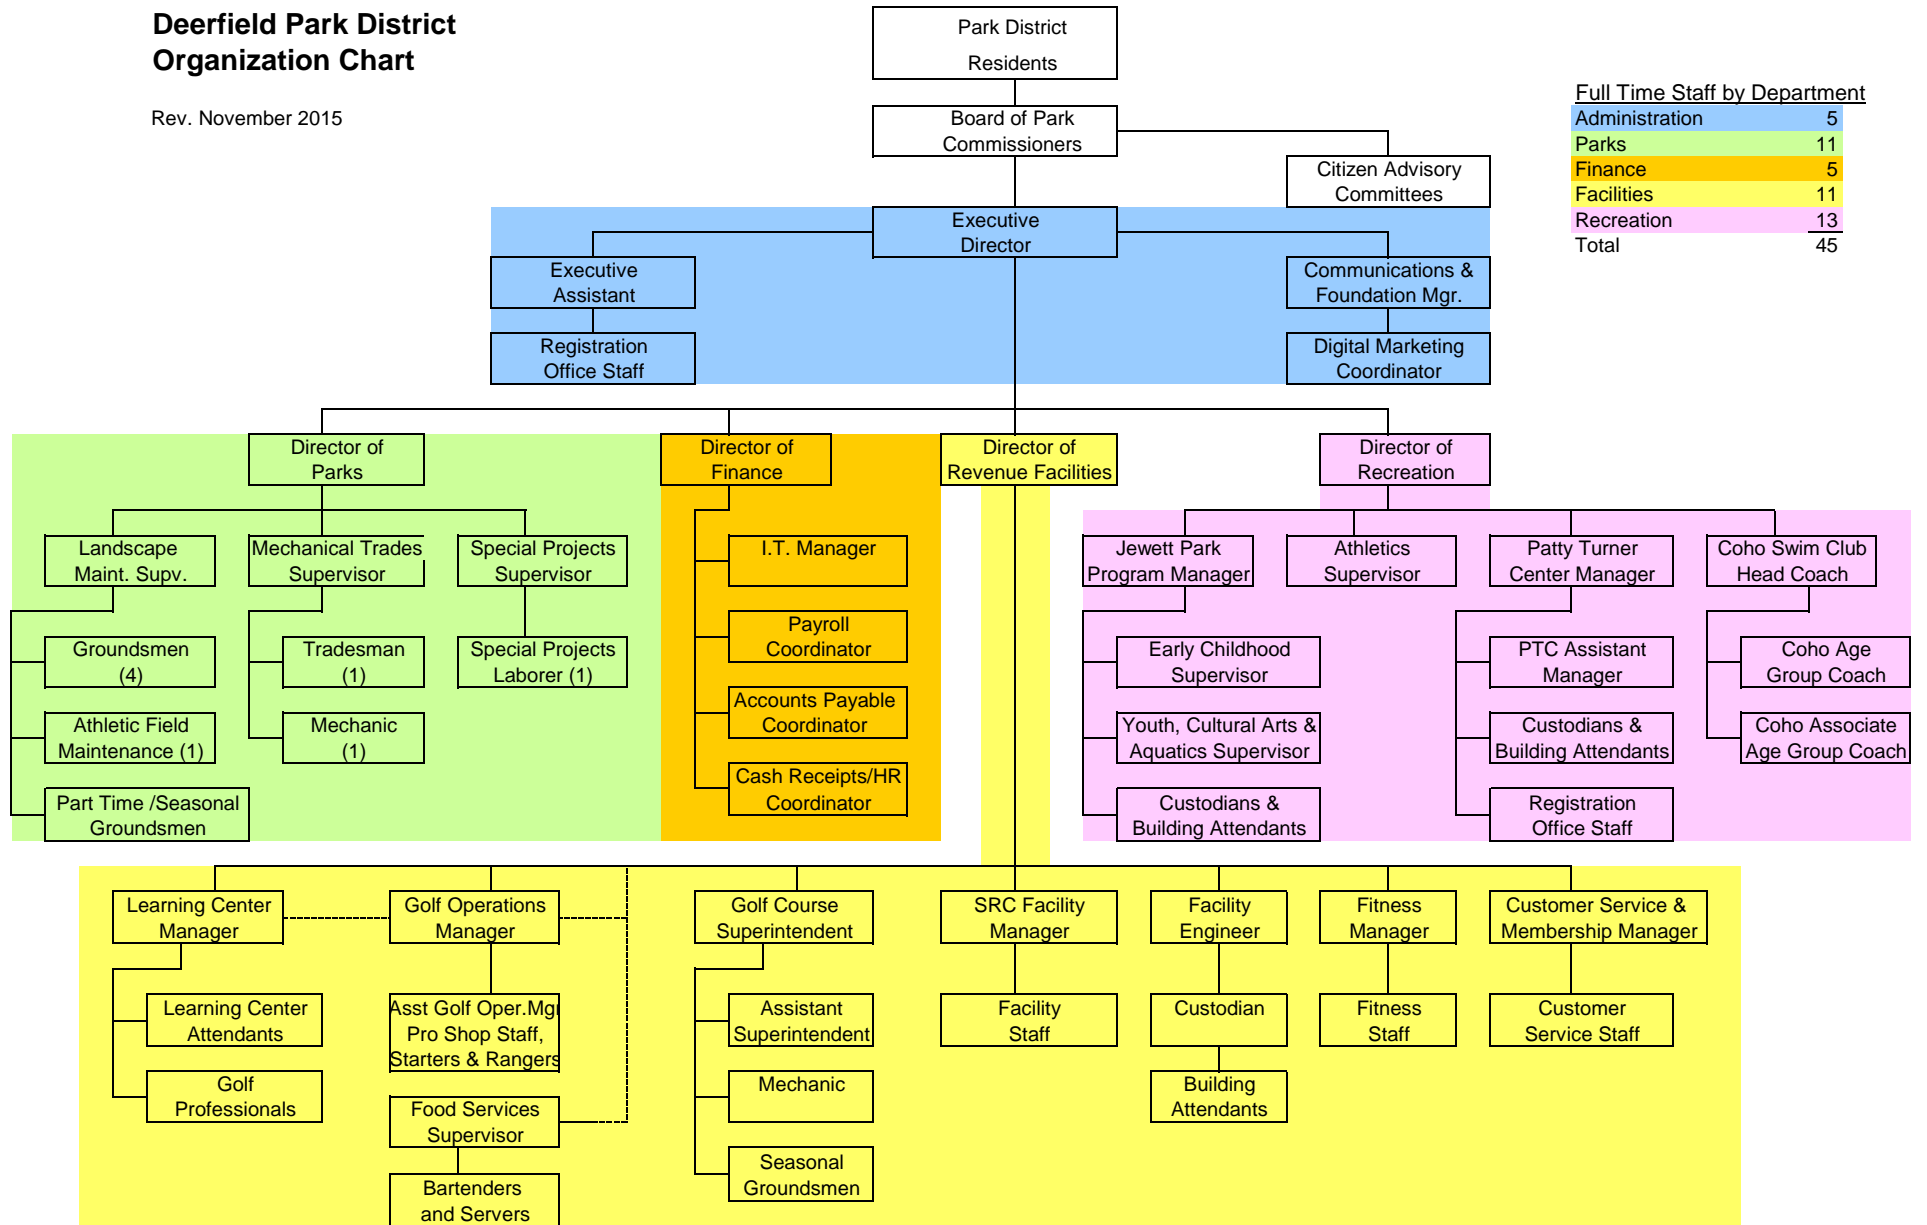 Deerfield Park District
Organization Chart
Rev. November 2015
Park District
Residents
Full Time Staff by Department
Administration 5
Parks 11
Finance 5
Facilities 11
Recreation 13
Total 45
Board of Park
Commissioners
Citizen Advisory
Committees
Executive
Director
Executive
Assistant
Communications &
Foundation Mgr.
Registration
Office Staff
Digital Marketing
Coordinator
Director of
Parks
Director of
Finance
Director of
Revenue Facilities
Director of
Recreation
Landscape
Maint. Supv.
Mechanical Trades
Supervisor
Special Projects
Supervisor
I.T. Manager
Jewett Park
Program Manager
Athletics
Supervisor
Patty Turner
Center Manager
Coho Swim Club
Head Coach
Groundsmen
(4)
Tradesman
(1)
Special Projects
Laborer (1)
Payroll
Coordinator
Early Childhood
Supervisor
PTC Assistant
Manager
Coho Age
Group Coach
Athletic Field
Maintenance (1)
Mechanic
(1)
Accounts Payable
Coordinator
Youth, Cultural Arts &
Aquatics Supervisor
Custodians &
Building Attendants
Coho Associate
Age Group Coach
Part Time /Seasonal
Groundsmen
Cash Receipts/HR
Coordinator
Custodians &
Building Attendants
Registration
Office Staff
Learning Center
Manager
Golf Operations
Manager
Golf Course
Superintendent
SRC Facility
Manager
Facility
Engineer
Fitness
Manager
Customer Service &
Membership Manager
Learning Center
Attendants
Asst Golf Oper.Mgr
Pro Shop Staff,
Starters & Rangers
Assistant
Superintendent
Facility
Staff
Custodian
Fitness
Staff
Customer
Service Staff
Golf
Professionals
Food Services
Supervisor
Mechanic
Building
Attendants
Bartenders
and Servers
Seasonal
Groundsmen